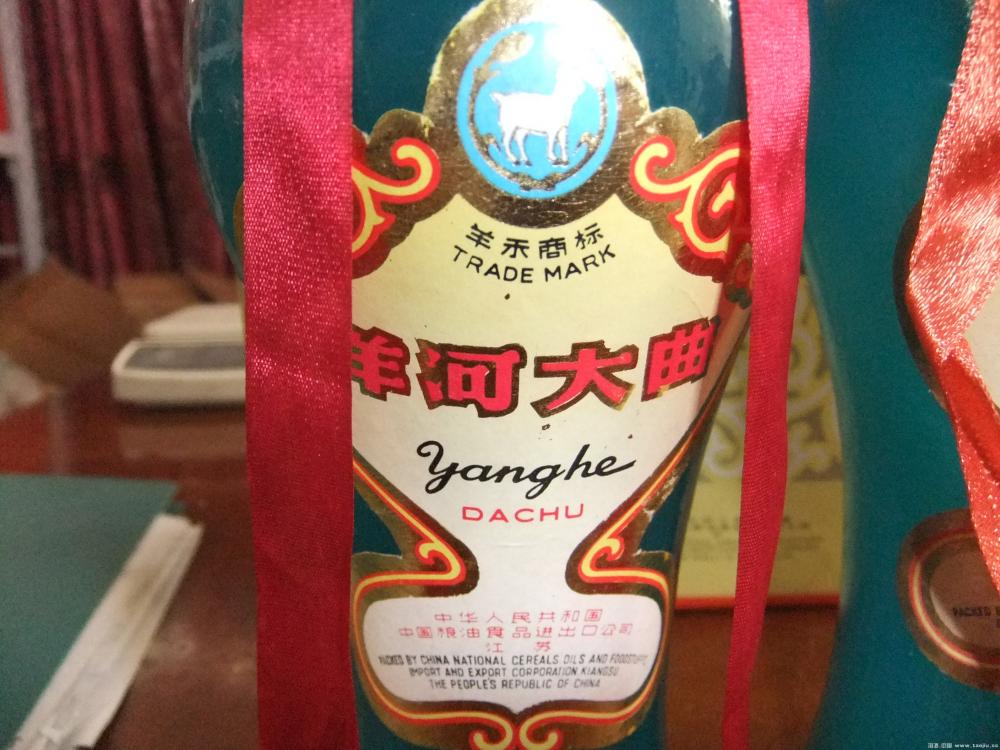 羊禾商标
TRADE MARK
羊河大曲
Yanghe
DACHU
中华人民共和国
中国粮油食品进出口公司
江苏
PACKED BY CHINA NATIONAL CEREALS OILS AND FOODSTUFFS
IMPORT AND EXPORT CORPORATION KIANGSU
THE PEOPLE'S REPUBLIC OF CHINA
PACKED